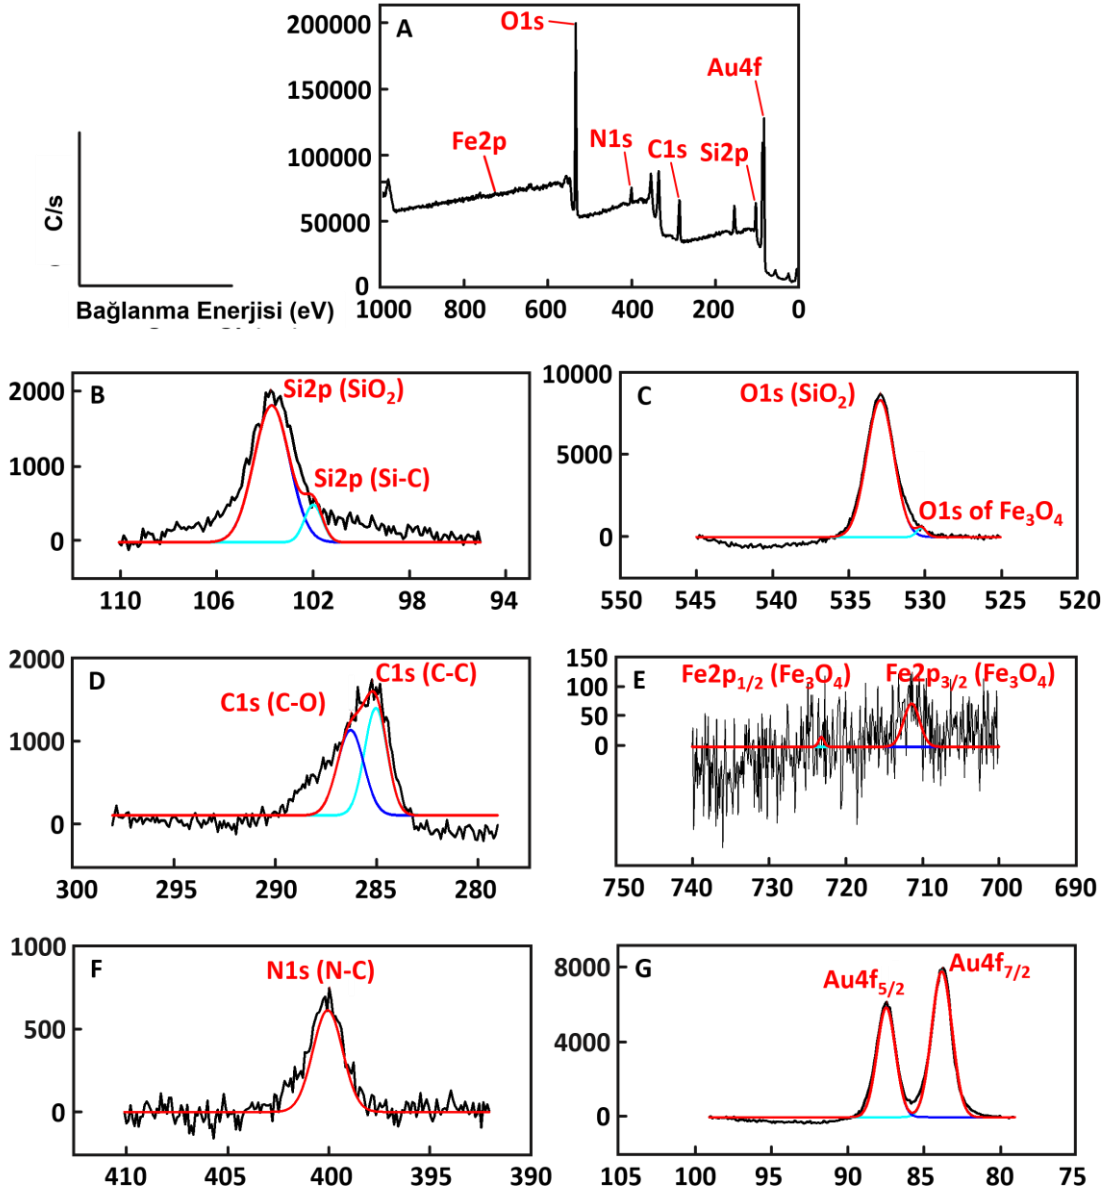 A
O1s
Au4f
Fe2p
N1s
C1s
Si2p
200000
150000
100000
50000
0
1000 800 600 400 200 0
C/s
Bağlanma Enerjisi (eV)
B
Si2p (SiO2)
Si2p (Si-C)
2000
1000
0
110 106 102 98 94
C
O1s (SiO2)
O1s of Fe3O4
10000
5000
0
550 545 540 535 530 525 520
D
C1s (C-C)
C1s (C-O)
2000
1000
0
300 295 290 285 280
E
Fe2p1/2 (Fe3O4) Fe2p3/2 (Fe3O4)
150
100
50
0
750 740 730 720 710 700 690
F
N1s (N-C)
1000
500
0
410 405 400 395 390
G
Au4f5/2
Au4f7/2
8000
4000
0
105 100 95 90 85 80 75